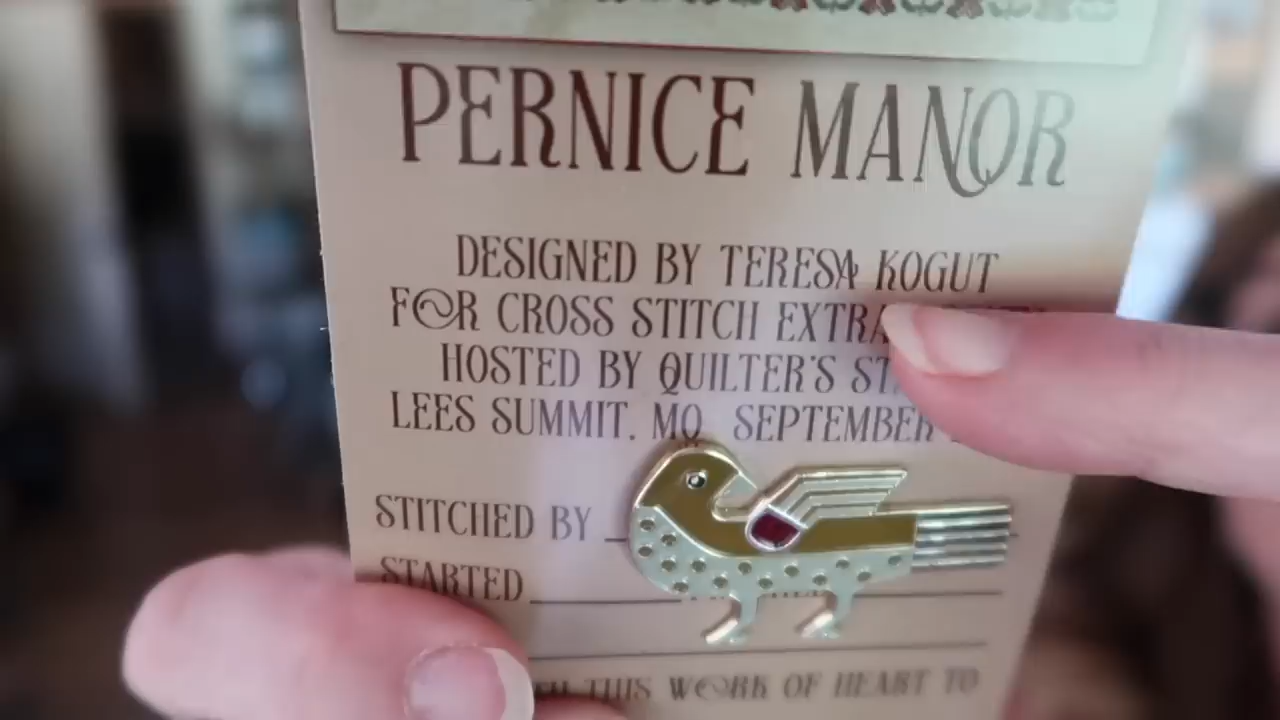 PERNICE MANOR
DESIGNED BY TERESA KOGUT
FOR CROSS STITCH
HOSTED BY QUILTER'S
LEES SUMMIT, MO, SEPTEMBER
STITCHED BY
STARTED
THIS WORK OF HEART TO